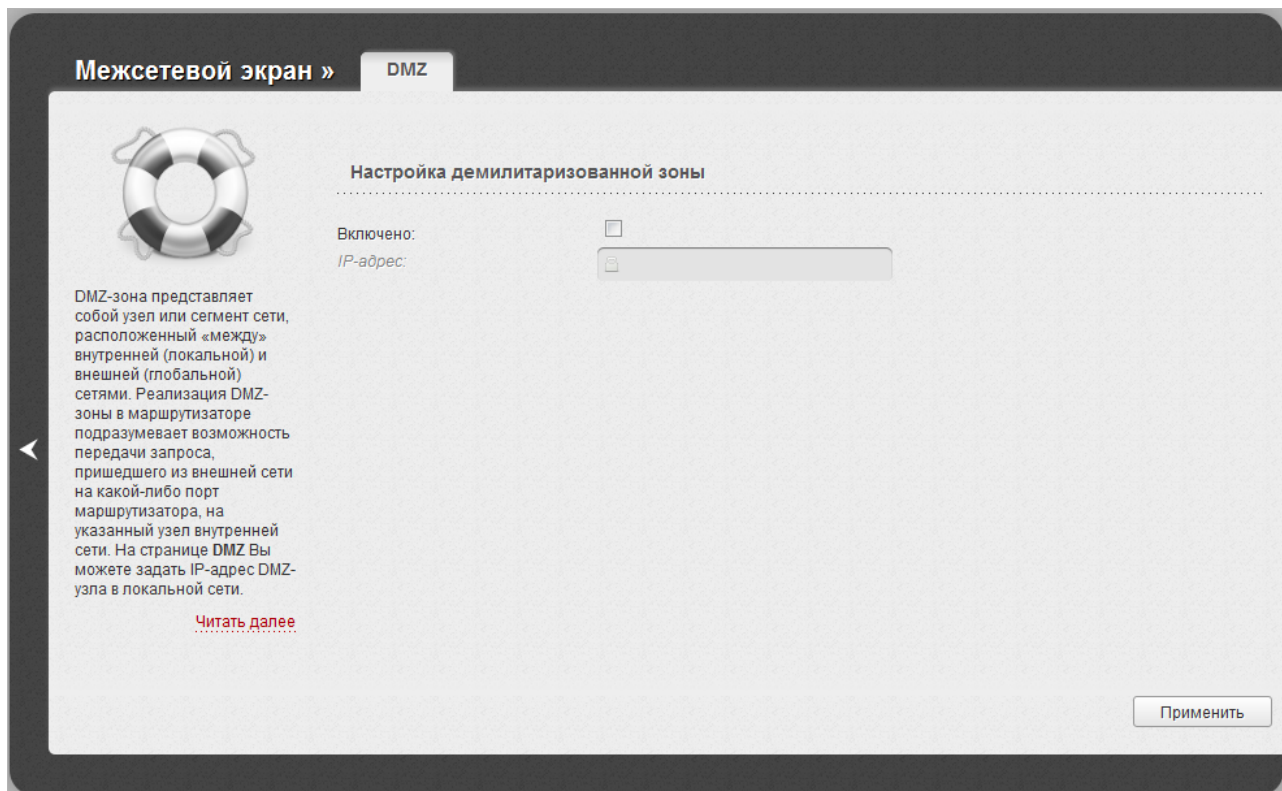 Межсетевой экран »
DMZ
Настройка демилитаризованной зоны
Включено:
IP-адрес:
DMZ-зона представляет
собой узел или сегмент сети,
расположенный «между»
внутренней (локальной) и
внешней (глобальной)
сетями. Реализация DMZ-
зоны в маршрутизаторе
подразумевает возможность
передачи запроса,
пришедшего из внешней сети
на какой-либо порт
маршрутизатора, на
указанный узел внутренней
сети. На странице DMZ Вы
можете задать IP-адрес DMZ-
узла в локальной сети.
Читать далее
Применить